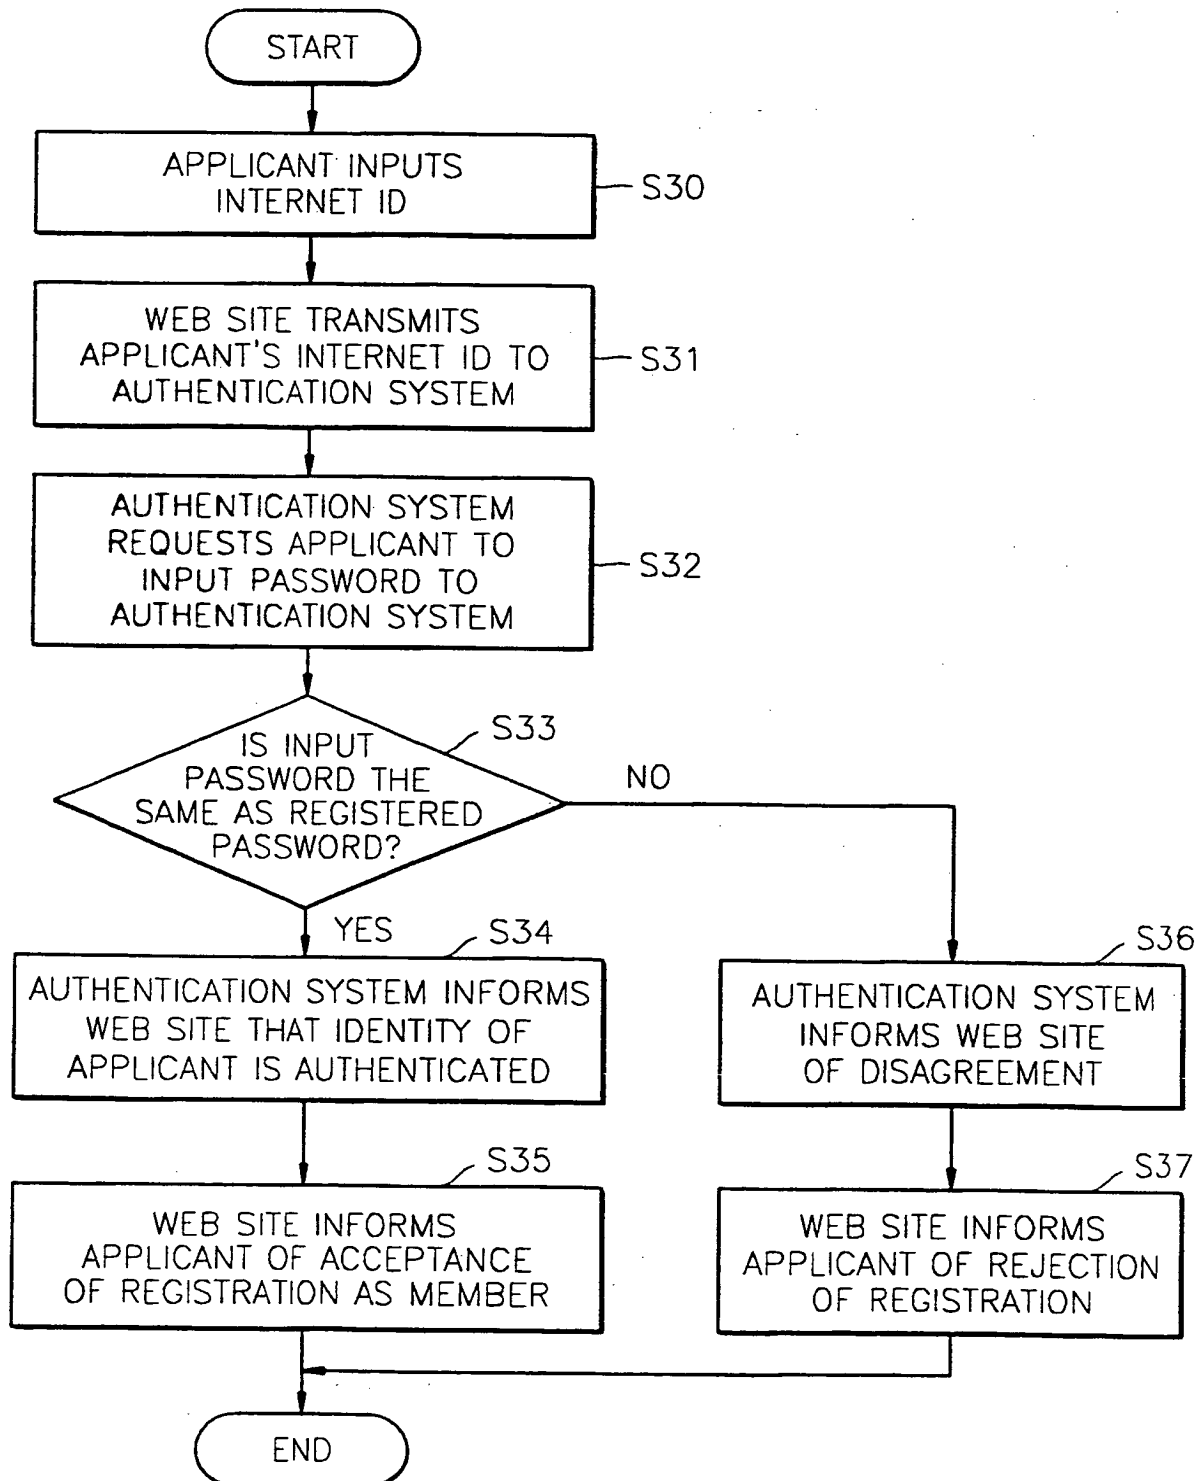 START
APPLICANT INPUTS
INTERNET ID
S30
WEB SITE TRANSMITS
APPLICANT'S INTERNET ID TO
AUTHENTICATION SYSTEM
S31
AUTHENTICATION SYSTEM
REQUESTS APPLICANT TO
INPUT PASSWORD TO
AUTHENTICATION SYSTEM
S32
S33
IS INPUT
PASSWORD THE
SAME AS REGISTERED
PASSWORD?
NO
YES
S34
AUTHENTICATION SYSTEM INFORMS
WEB SITE THAT IDENTITY OF
APPLICANT IS AUTHENTICATED
S36
AUTHENTICATION SYSTEM
INFORMS WEB SITE
OF DISAGREEMENT
S35
WEB SITE INFORMS
APPLICANT OF ACCEPTANCE
OF REGISTRATION AS MEMBER
S37
WEB SITE INFORMS
APPLICANT OF REJECTION
OF REGISTRATION
END